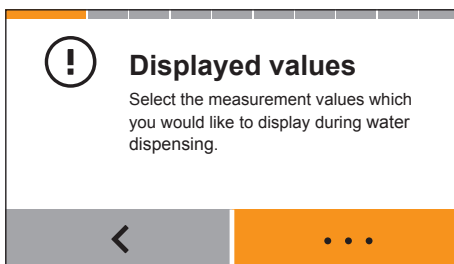 Displayed values
Select the measurement values which
you would like to display during water
dispensing.